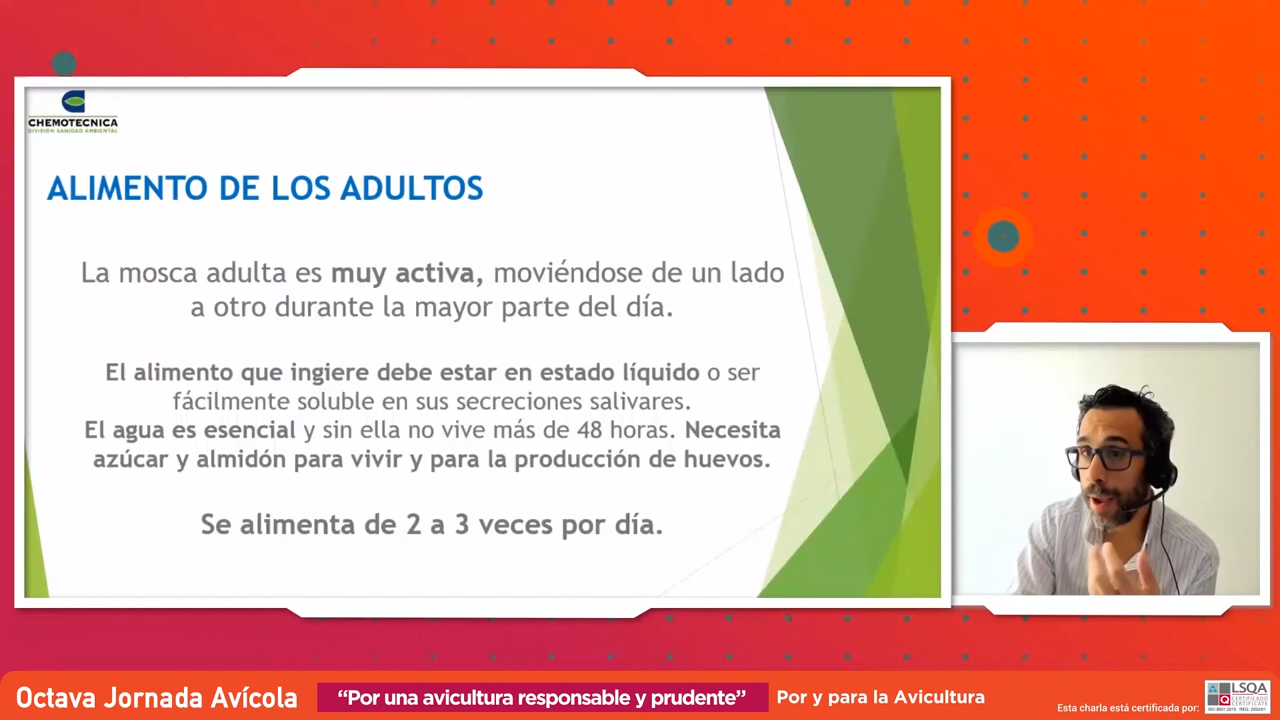 CHEMOTECNICA
DIVISIÓN SANIDAD AMBIENTAL
ALIMENTO DE LOS ADULTOS
La mosca adulta es muy activa, moviéndose de un lado
a otro durante la mayor parte del día.
El alimento que ingiere debe estar en estado líquido o ser
fácilmente soluble en sus secreciones salivares.
El agua es esencial y sin ella no vive más de 48 horas. Necesita
azúcar y almidón para vivir y para la producción de huevos.
Se alimenta de 2 a 3 veces por día.
Octava Jornada Avícola
“Por una avicultura responsable y prudente”
Por y para la Avicultura
Esta charla está certificada por:
LSQA
CERTIFICADO
CERTIFICATE